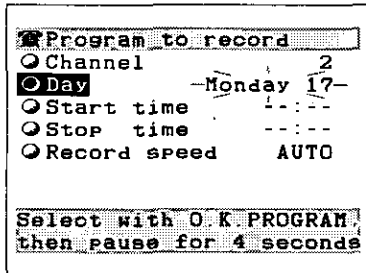 Program to record
Channel 2
Day -Monday 17-
Start time --:--
Stop time --:--
Record speed AUTO
Select with O.K. PROGRAM,
then pause for 4 seconds